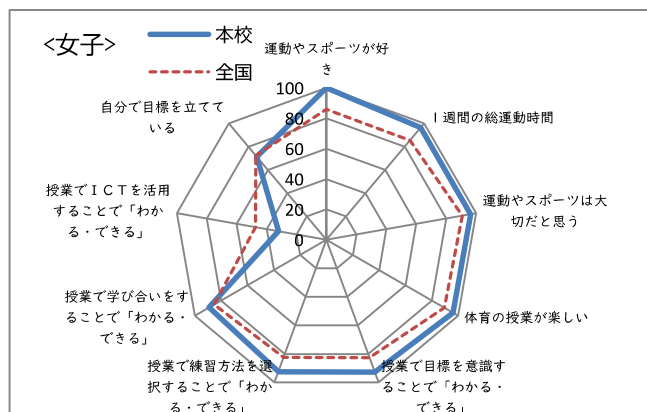 <女子>
本校
全国
運動やスポーツが好
き
１週間の総運動時間
運動やスポーツは大
切だと思う
体育の授業が楽しい
授業で目標を意識す
ることで「わかる・
できる」
授業で練習方法を選
択することで「わか
る・できる」
授業で学び合いをす
ることで「わかる・
できる」
授業でＩＣＴを活用
することで「わか
る・できる」
自分で目標を立てて
いる
100
80
60
40
20
0